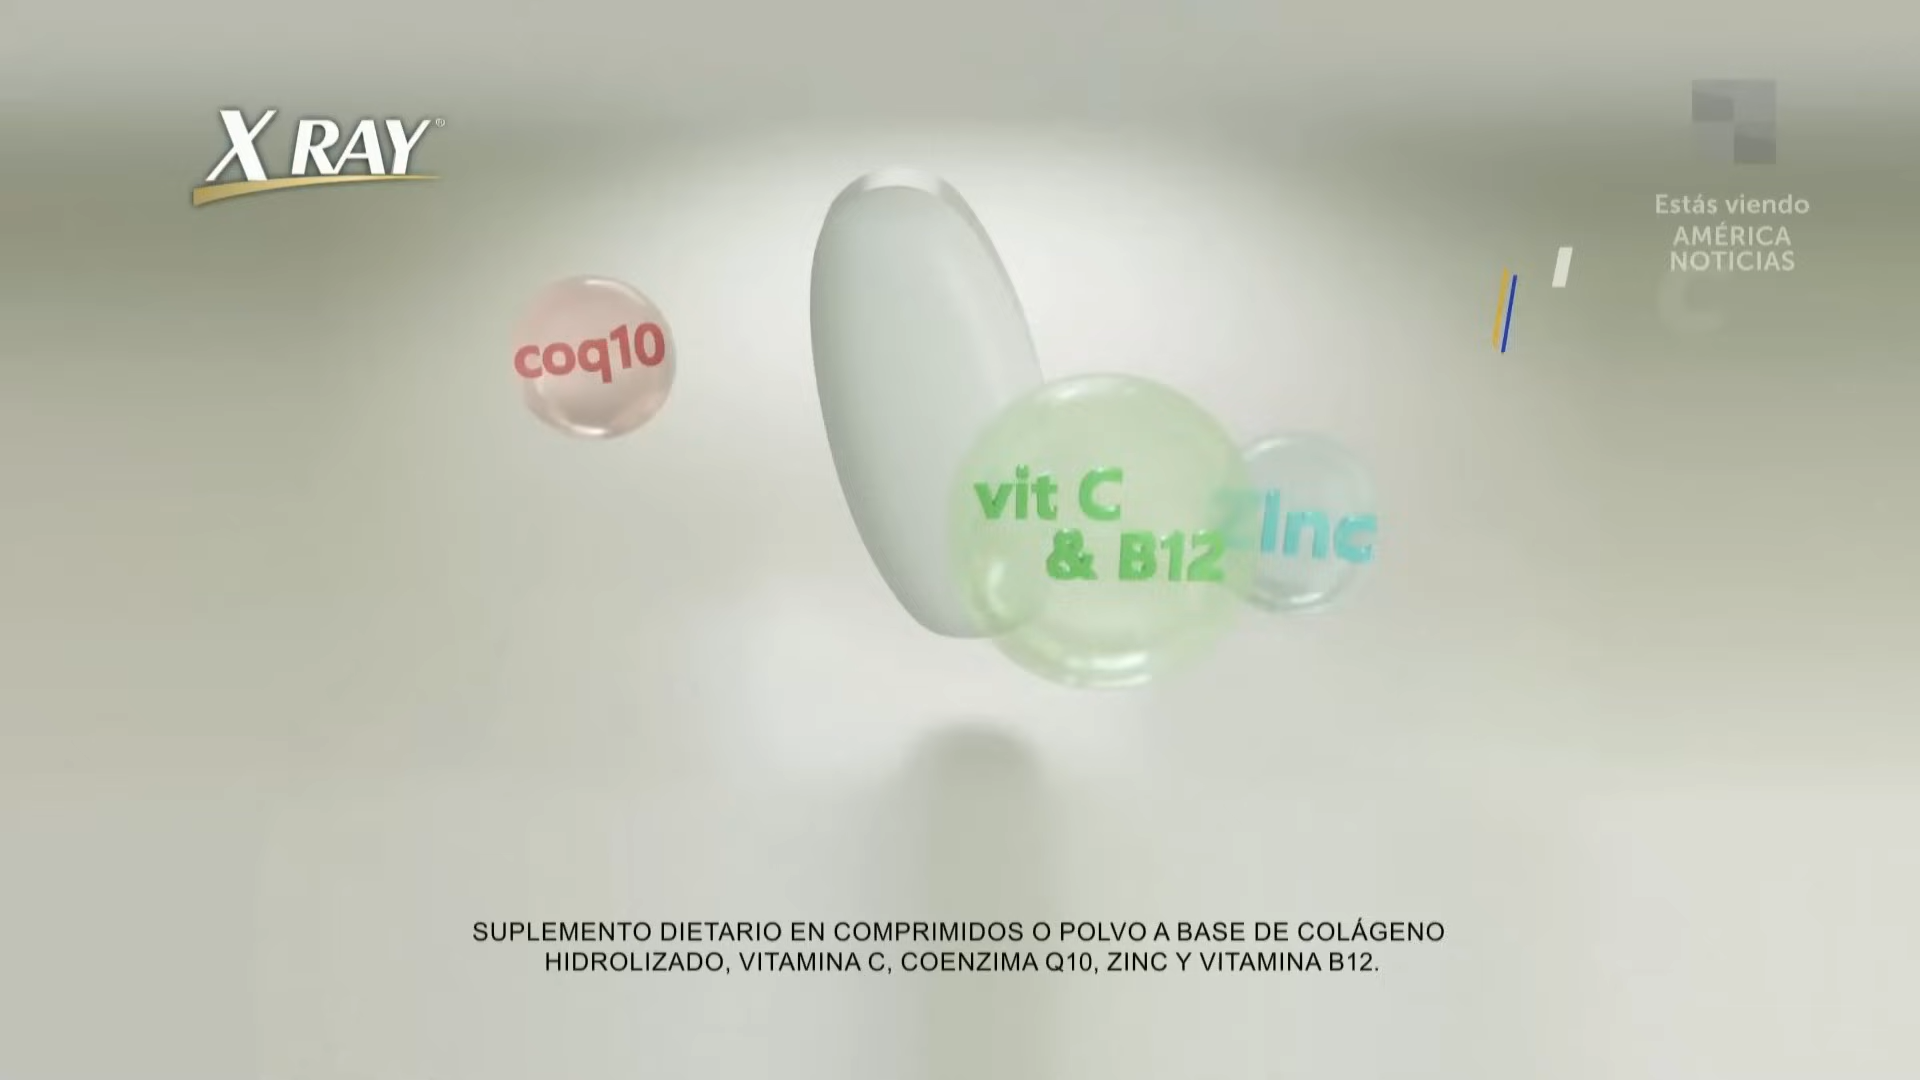 X RAY®
Estás viendo
AMÉRICA
NOTICIAS
coq10
vit C
& B12
Zinc
SUPLEMENTO DIETARIO EN COMPRIMIDOS O POLVO A BASE DE COLÁGENO
HIDROLIZADO, VITAMINA C, COENZIMA Q10, ZINC Y VITAMINA B12.